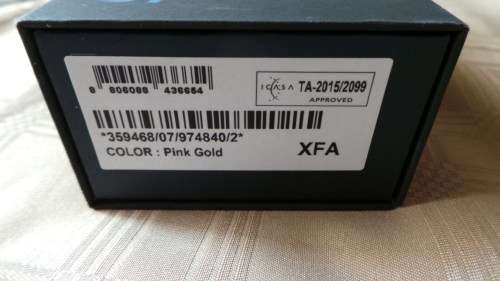 ICASA TA-2015/2099
APPROVED
8 806088 436654
*359468/07/974840/2*
COLOR : Pink Gold XFA